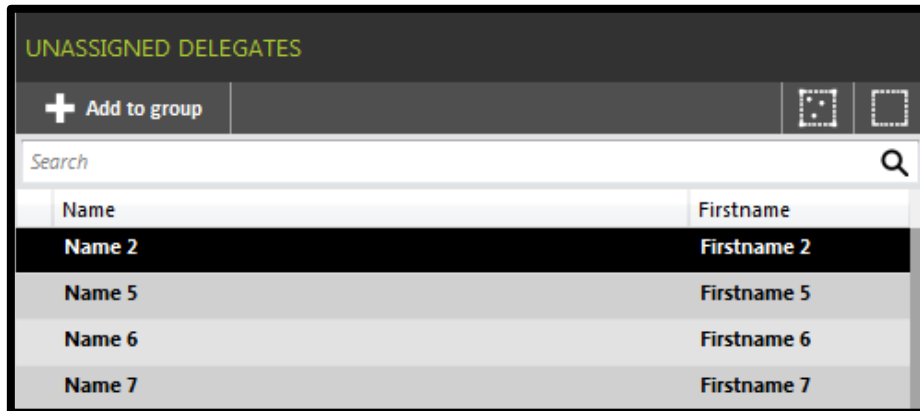 UNASSIGNED DELEGATES
Add to group
Search
Name Firstname
Name 2 Firstname 2
Name 5 Firstname 5
Name 6 Firstname 6
Name 7 Firstname 7